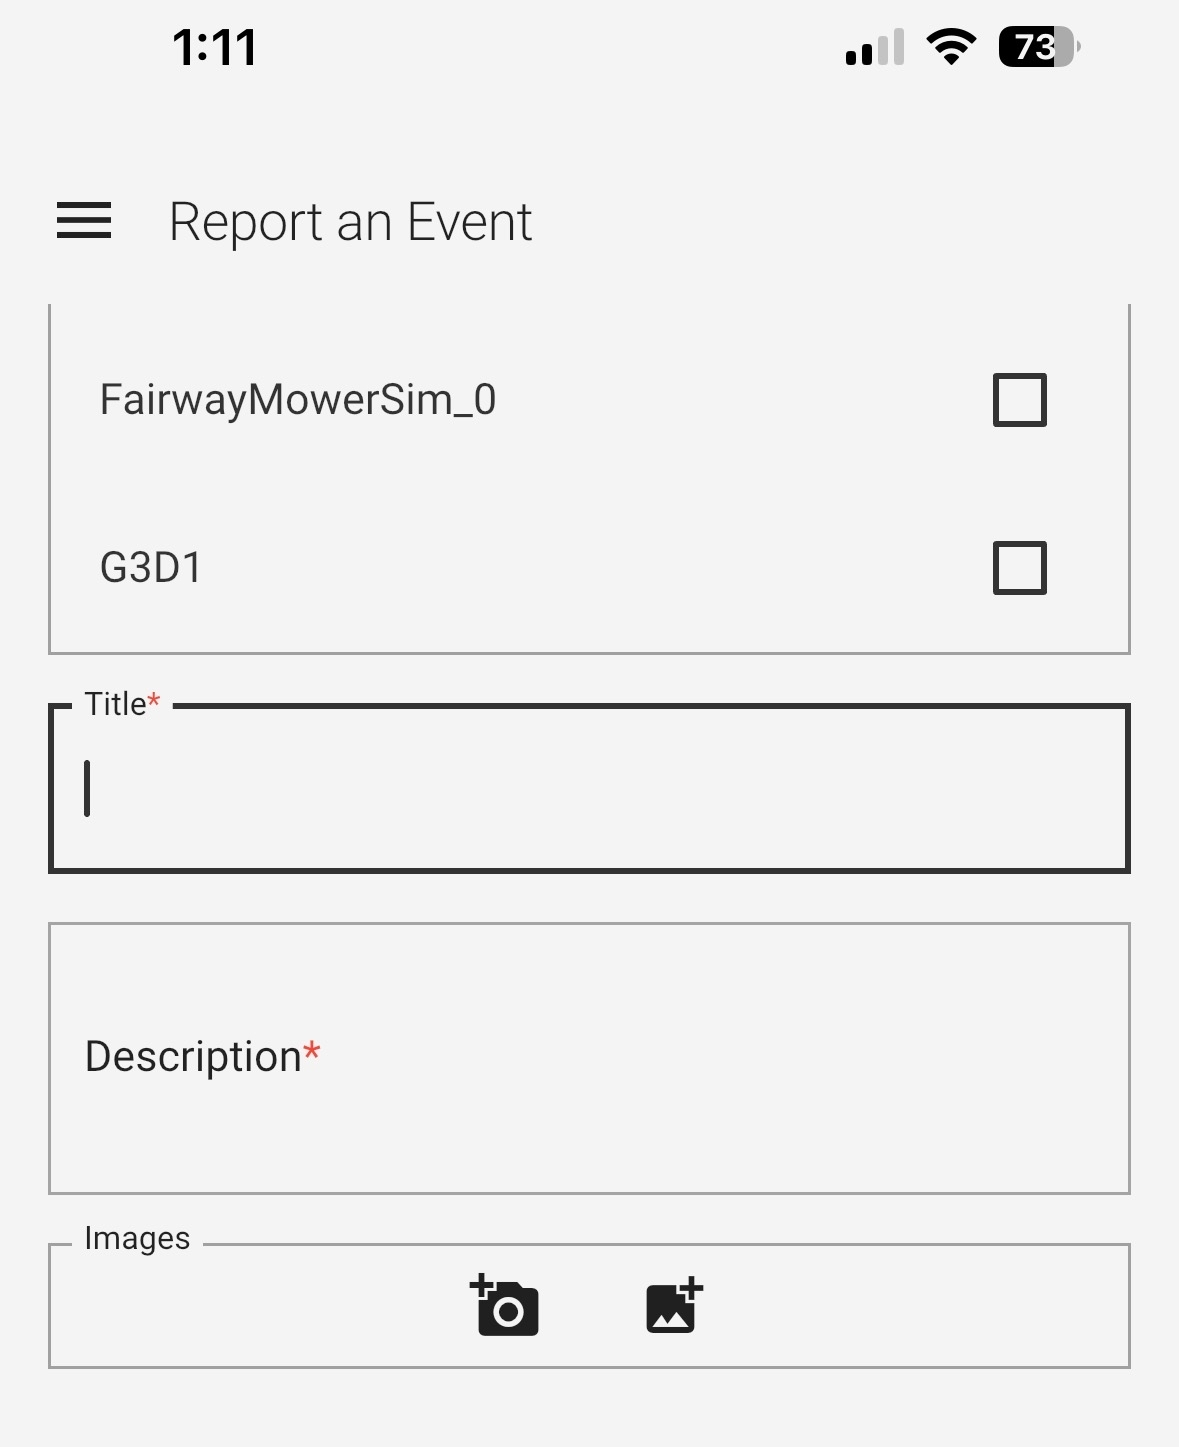 1:11
73
Report an Event
FairwayMowerSim_0
G3D1
Title*
Description*
Images